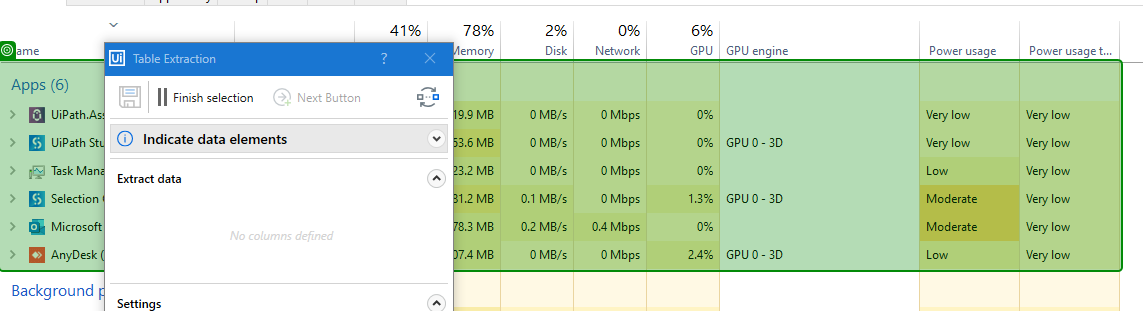 41% 78% 2% 0% 6%
ame Memory Disk Network GPU GPU engine Power usage Power usage t...
Ui Table Extraction ?
Finish selection Next Button
Indicate data elements
Extract data
No columns defined
Settings
Apps (6)
UiPath.Ass 19.9 MB 0 MB/s 0 Mbps 0% Very low Very low
UiPath Stu 53.6 MB 0 MB/s 0 Mbps 0% GPU 0 - 3D Very low Very low
Task Mana 23.2 MB 0 MB/s 0 Mbps 0% Low Very low
Selection 31.2 MB 0.1 MB/s 0 Mbps 1.3% GPU 0 - 3D Moderate Very low
Microsoft 78.3 MB 0.2 MB/s 0.4 Mbps 0% Moderate Very low
AnyDesk ( 07.4 MB 0 MB/s 0 Mbps 2.4% GPU 0 - 3D Low Very low
Background p